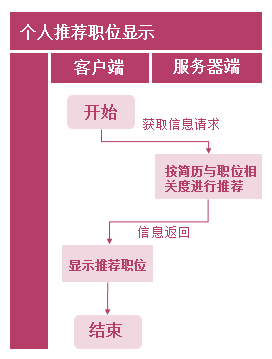 个人推荐职位显示
客户端
服务器端
开始
获取信息请求
按简历与职位相
关度进行推荐
信息返回
显示推荐职位
结束